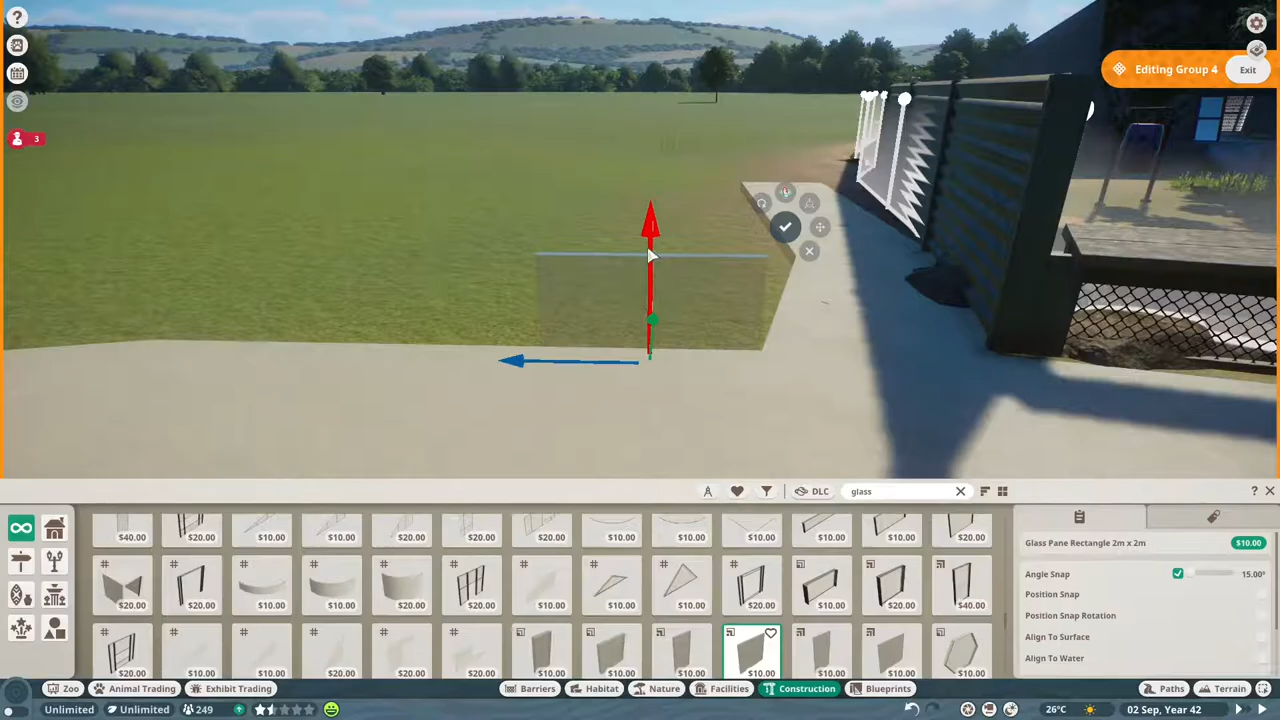 ?
Editing Group 4
Exit
3
DLC
glass
?
$40.00 $20.00 $10.00 $10.00 $20.00 $20.00 $20.00 $10.00 $10.00 $10.00 $10.00 $20.00 $20.00
$20.00 $20.00 $10.00 $10.00 $20.00 $20.00 $10.00 $10.00 $10.00 $20.00 $10.00 $20.00 $40.00
$20.00 $10.00 $10.00 $10.00 $20.00 $10.00 $10.00 $10.00 $10.00 $10.00 $10.00 $10.00 $10.00
Glass Pane Rectangle 2m x 2m
$10.00
Angle Snap
15.00°
Position Snap
Position Snap Rotation
Align To Surface
Align To Water
Zoo
Animal Trading
Exhibit Trading
Barriers
Habitat
Nature
Facilities
Construction
Blueprints
Paths
Terrain
Unlimited
Unlimited
249
26°C
02 Sep, Year 42